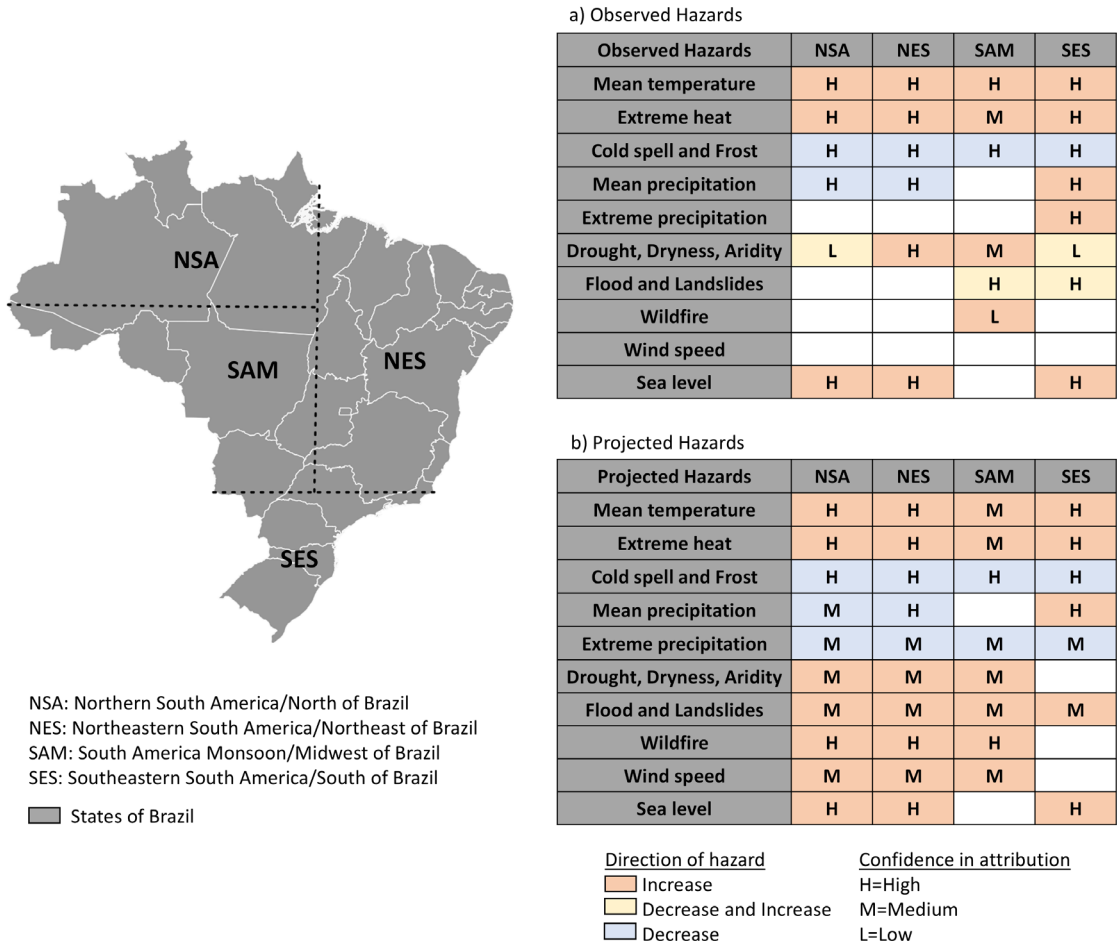 a) Observed Hazards
Observed Hazards NSA NES SAM SES
Mean temperature H H H H
Extreme heat H H M H
Cold spell and Frost H H H H
Mean precipitation H H H
Extreme precipitation H
Drought, Dryness, Aridity L H M L
Flood and Landslides H H
Wildfire L
Wind speed
Sea level H H H
NSA
SAM
NES
SES
b) Projected Hazards
Projected Hazards NSA NES SAM SES
Mean temperature H H M H
Extreme heat H H M H
Cold spell and Frost H H H H
Mean precipitation M H H
Extreme precipitation M M M M
Drought, Dryness, Aridity M M M
Flood and Landslides M M M M
Wildfire H H H
Wind speed M M M
Sea level H H H
NSA: Northern South America/North of Brazil
NES: Northeastern South America/Northeast of Brazil
SAM: South America Monsoon/Midwest of Brazil
SES: Southeastern South America/South of Brazil
States of Brazil
Direction of hazard
Increase
Decrease and Increase
Decrease
Confidence in attribution
H=High
M=Medium
L=Low